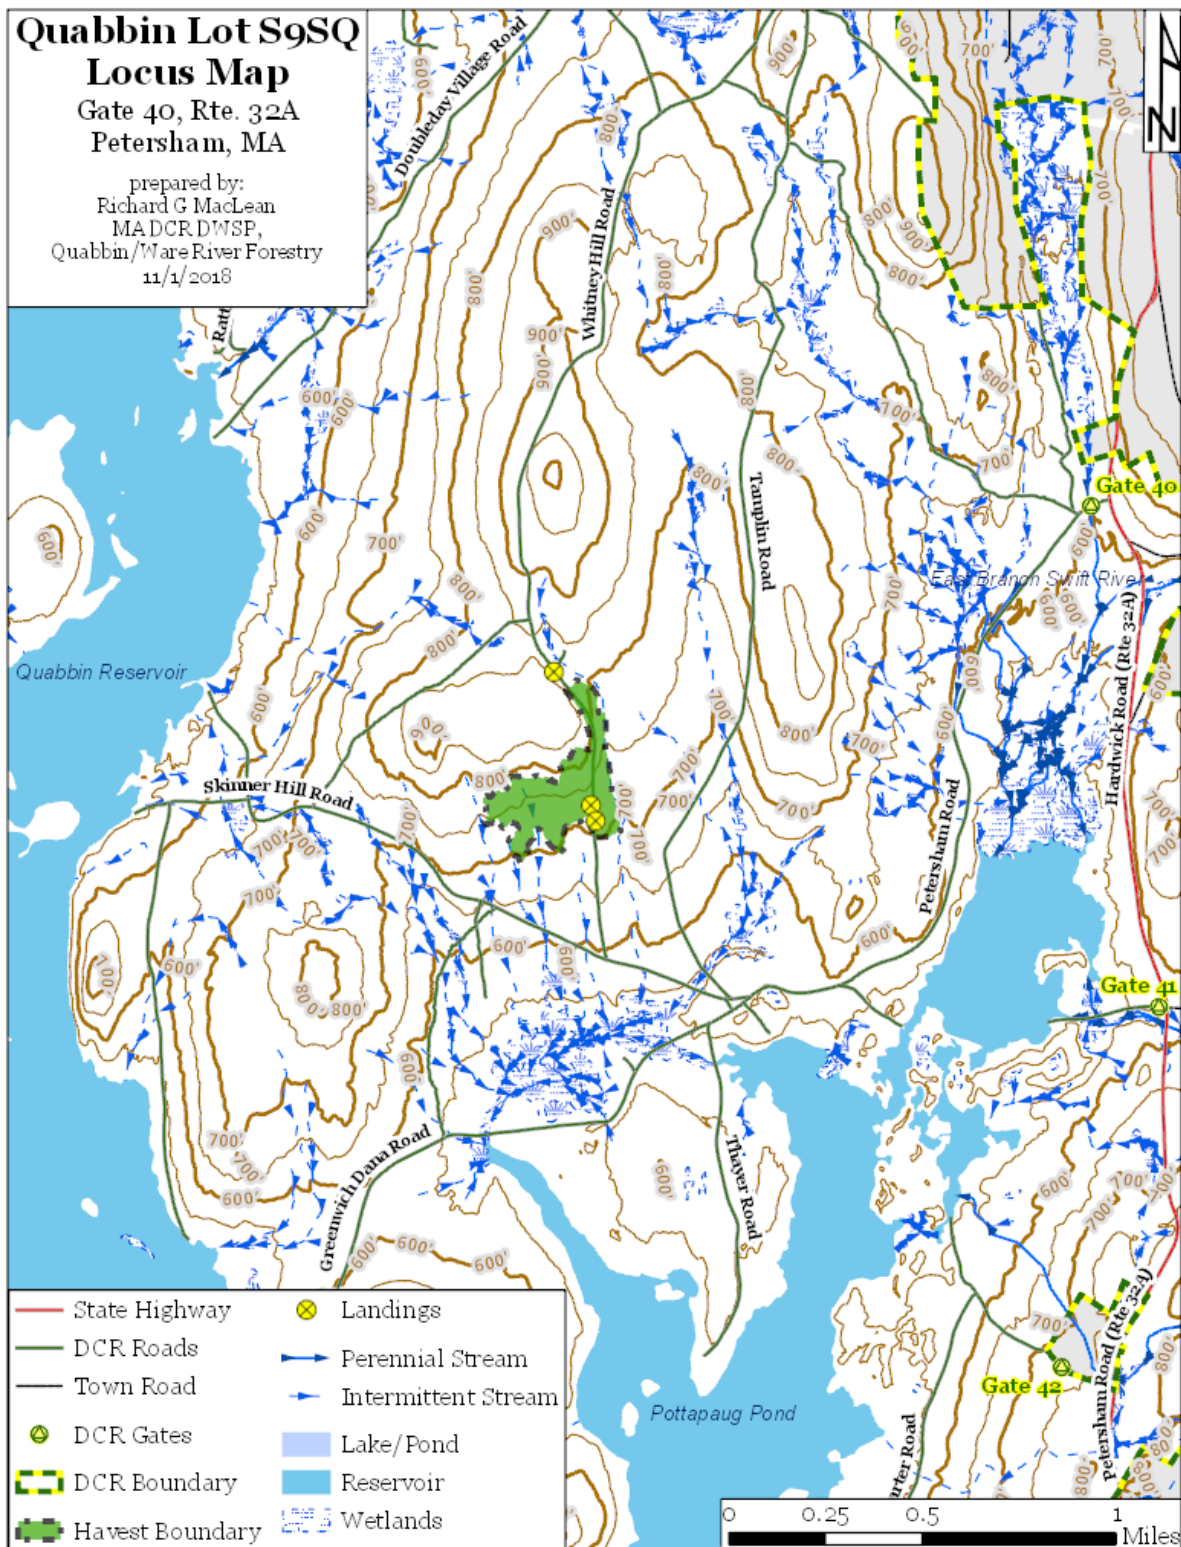 Quabbin Lot S9SQ
Locus Map
Gate 40, Rte. 32A
Petersham, MA
prepared by:
Richard G MacLean
MA DCR DWSP,
Quabbin/Ware River Forestry
11/1/2018
N
Doubleday Village Road
Whitney Hill Road
Ratt
Tamplin Road
Gate 40
East Branch Swift River
Hardwick Road (Rte 32A)
Quabbin Reservoir
Skinner Hill Road
Petersham Road
Gate 41
Greenwich Dana Road
Thayer Road
Gate 42
Petersham Road (Rte 32A)
Pottapaug Pond
arter Road
600'
700'
800'
900'
State Highway
DCR Roads
Town Road
DCR Gates
DCR Boundary
Havest Boundary
Landings
Perennial Stream
Intermittent Stream
Lake/Pond
Reservoir
Wetlands
0 0.25 0.5 1
Miles